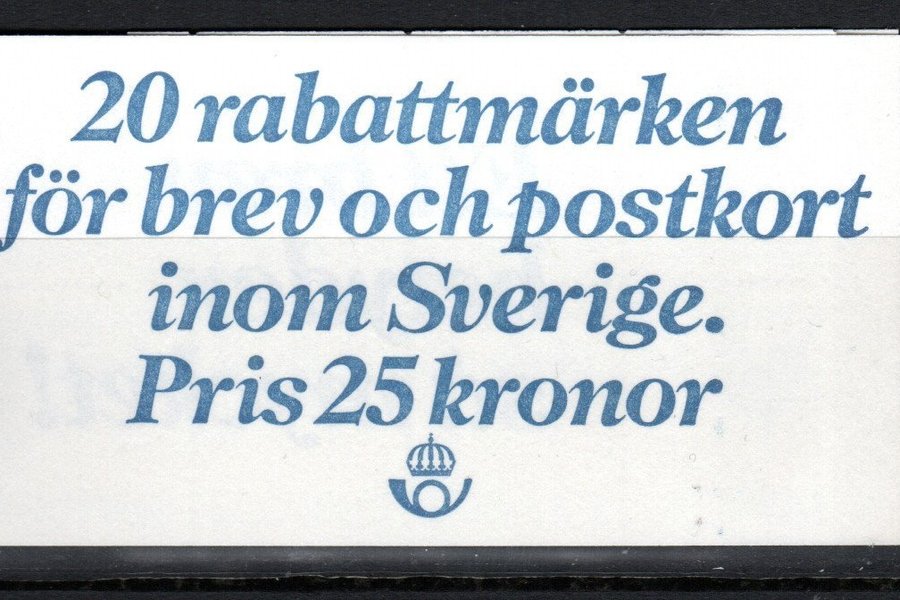 20 rabattmärken
för brev och postkort
inom Sverige.
Pris 25 kronor